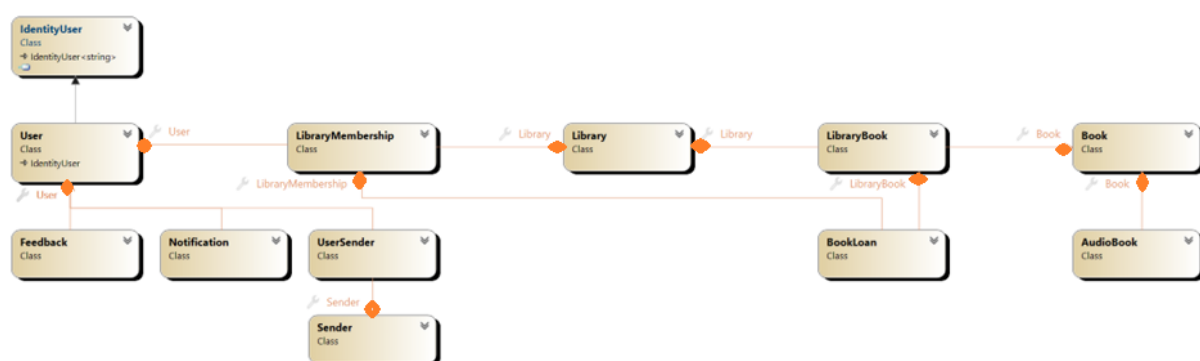 IdentityUser
Class
IdentityUser<string>
User
Class
IdentityUser
User
LibraryMembership
Class
Library
Library
Class
Library
LibraryBook
Class
Book
Book
Class
User
LibraryMembership
LibraryBook
Book
Feedback
Class
Notification
Class
UserSender
Class
BookLoan
Class
AudioBook
Class
Sender
Sender
Class